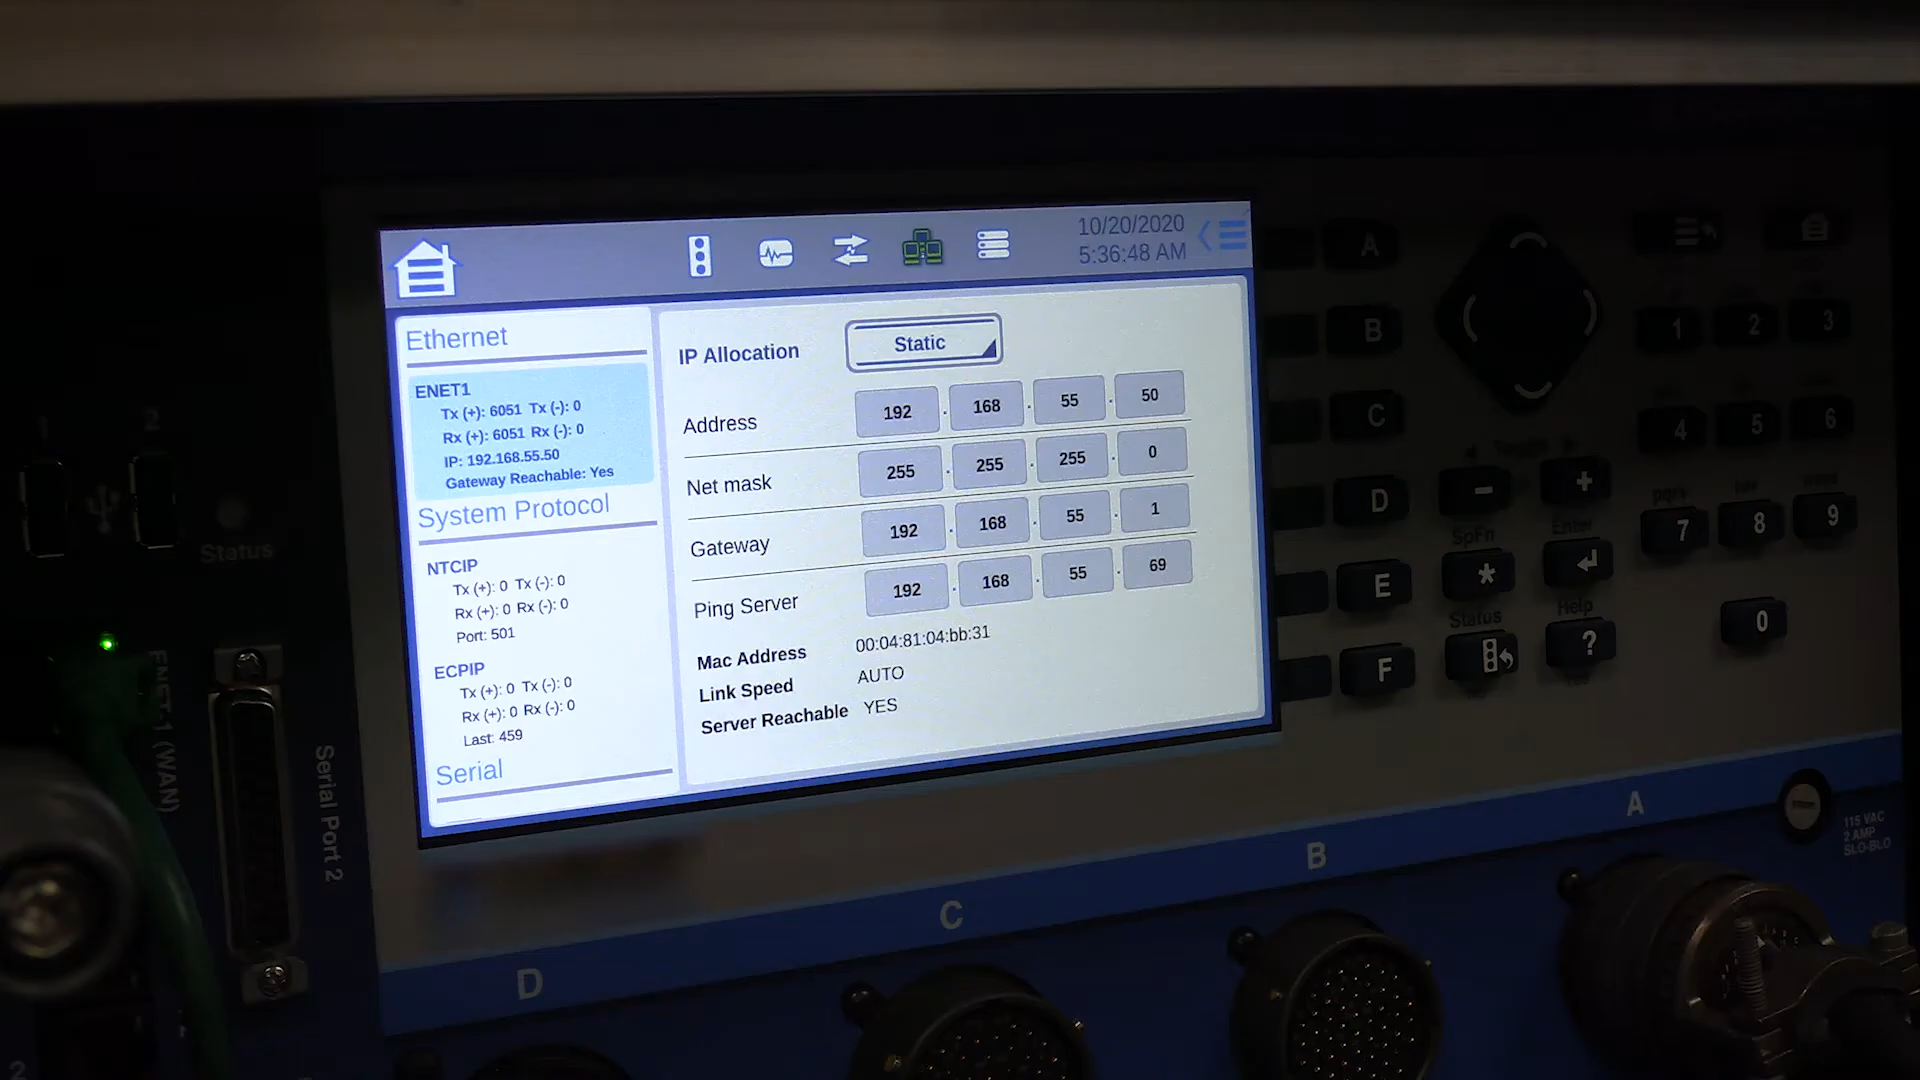 10/20/2020
5:36:48 AM
Ethernet
ENET1
Tx (+): 6051 Tx (-): 0
Rx (+): 6051 Rx (-): 0
IP: 192.168.55.50
Gateway Reachable: Yes
System Protocol
NTCIP
Tx (+): 0 Tx (-): 0
Rx (+): 0 Rx (-): 0
Port: 501
ECPIP
Tx (+): 0 Tx (-): 0
Rx (+): 0 Rx (-): 0
Last: 459
Serial
IP Allocation Static
Address 192 . 168 . 55 . 50
Net mask 255 . 255 . 255 . 0
Gateway 192 . 168 . 55 . 1
Ping Server 192 . 168 . 55 . 69
Mac Address 00:04:81:04:bb:31
Link Speed AUTO
Server Reachable YES
A
B
C
D
E
F
1 2 3
4 5 6
7 8 9
0
- +
SpFn Enter
*
Status Help
?
1 2
Status
ENET-1 (WAN)
Serial Port 2
2
D
C
B
A
115 VAC
2 AMP
SLO-BLO